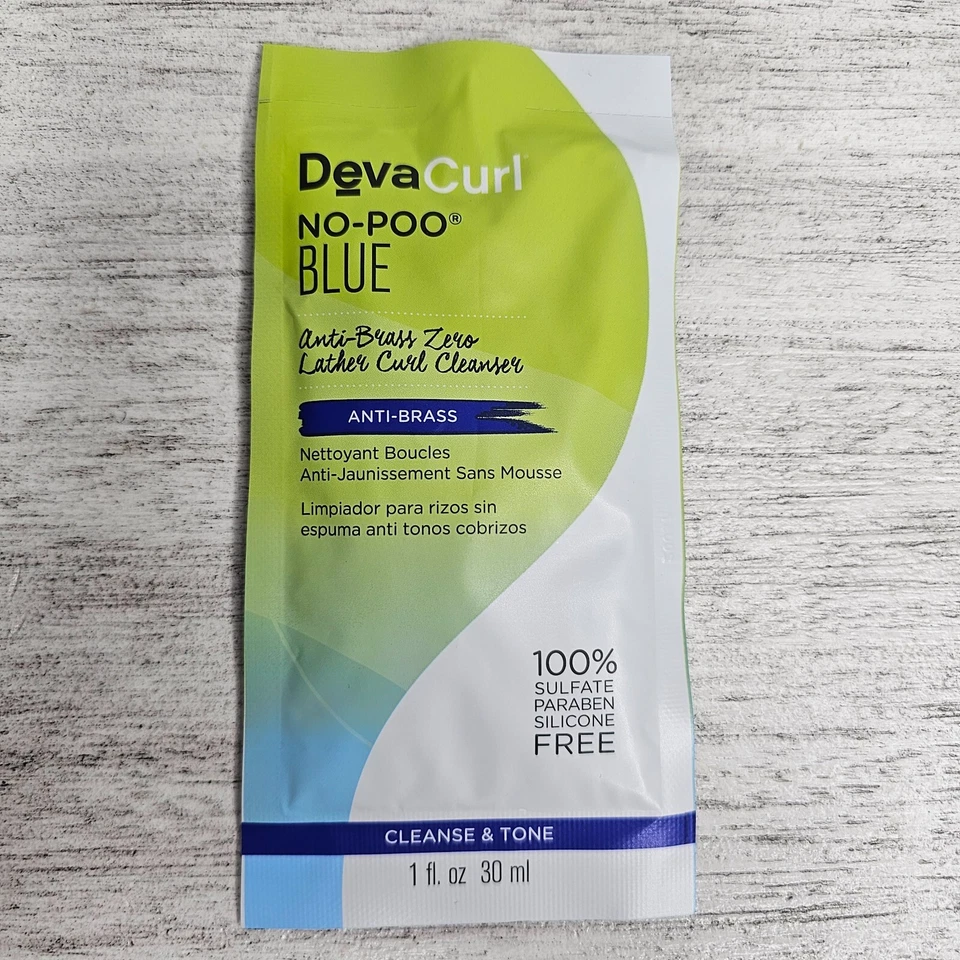 DevaCurl
NO-POO®
BLUE
Anti-Brass Zero
Lather Curl Cleanser
ANTI-BRASS
Nettoyant Boucles
Anti-Jaunissement Sans Mousse
Limpiador para rizos sin
espuma anti tonos cobrizos
100%
SULFATE
PARABEN
SILICONE
FREE
CLEANSE & TONE
1 fl. oz 30 ml